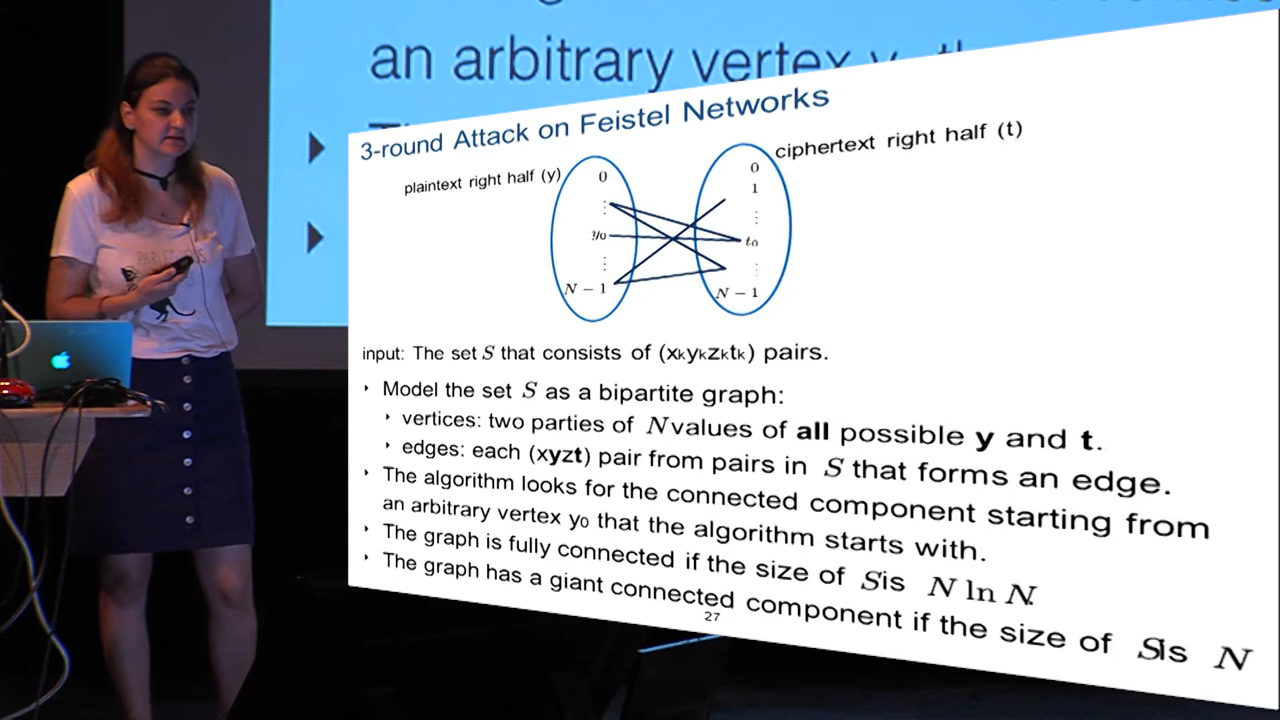 an arbitrary vertex
3-round Attack on Feistel Networks
plaintext right half (y)
ciphertext right half (t)
0
⋮
y₀
⋮
N − 1
0
1
⋮
t₀
⋮
N − 1
input: The set S that consists of (xₖyₖzₖtₖ) pairs.
‣ Model the set S as a bipartite graph:
‣ vertices: two parties of N values of all possible y and t.
‣ edges: each (xyzt) pair from pairs in S that forms an edge.
‣ The algorithm looks for the connected component starting from
an arbitrary vertex y₀ that the algorithm starts with.
‣ The graph is fully connected if the size of S is N ln N.
‣ The graph has a giant connected component if the size of S is N
27